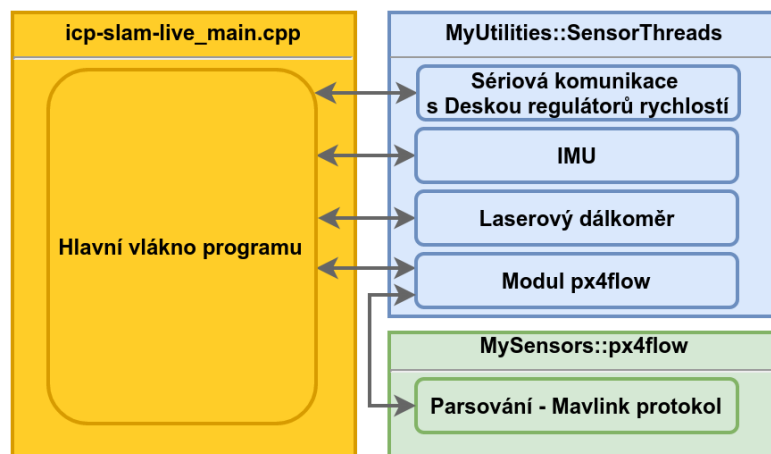 icp-slam-live_main.cpp
Hlavní vlákno programu
MyUtilities::SensorThreads
Sériová komunikace
s Deskou regulátorů rychlostí
IMU
Laserový dálkoměr
Modul px4flow
MySensors::px4flow
Parsování - Mavlink protokol